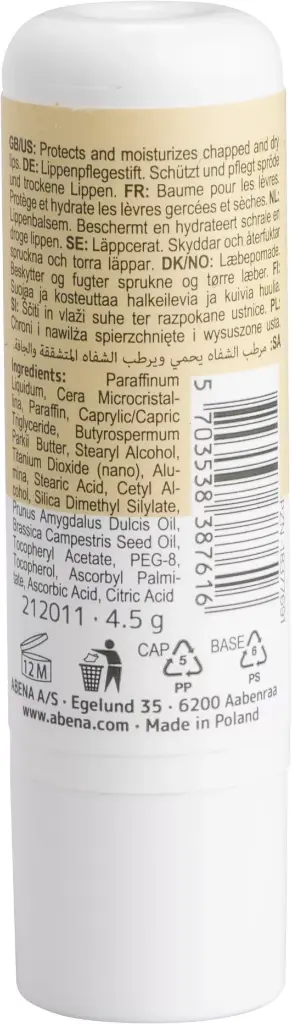 GB/US: Protects and moisturizes chapped and dry
lips. DE: Lippenpflegestift. Schützt und pflegt spröde
und trockene Lippen. FR: Baume pour les lèvres.
Protège et hydrate les lèvres gercées et sèches. NL:
Lippenbalsem. Beschermt en hydrateert schrale en
droge lippen. SE: Läppcerat. Skyddar och återfuktar
spruckna och torra läppar. DK/NO: Læbepomade.
Beskytter og fugter sprukne og tørre læber. FI:
Suojaa ja kosteuttaa halkeilevia ja kuivia huulia.
SI: Ščiti in vlaži suhe ter razpokane ustnice. PL:
Chroni i nawilża spierzchnięte i wysuszone usta.
SA: مرطب الشفاه يحمي ويرطب الشفاه المتشققة والجافة
Ingredients: Paraffinum
Liquidum, Cera Microcristal-
lina, Paraffin, Caprylic/Capric
Triglyceride, Butyrospermum
Parkii Butter, Stearyl Alcohol,
Titanium Dioxide (nano), Alu-
mina, Stearic Acid, Cetyl Al-
cohol, Silica Dimethyl Silylate,
Prunus Amygdalus Dulcis Oil,
Brassica Campestris Seed Oil,
Tocopheryl Acetate, PEG-8,
Tocopherol, Ascorbyl Palmi-
tate, Ascorbic Acid, Citric Acid
5 703538 387616
212011 · 4.5 g
12 M
CAP 5 PP
BASE 6 PS
ABENA A/S · Egelund 35 · 6200 Aabenraa
www.abena.com · Made in Poland